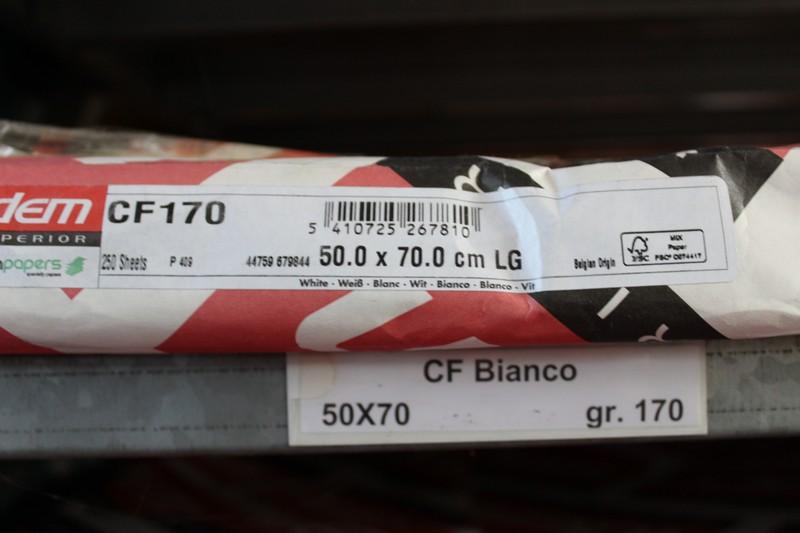 dem
PERIOR
papers
CF170
250 Sheets
P 409
44759 679844
5 410725 267810
50.0 x 70.0 cm LG
White - Weiß - Blanc - Wit - Bianco - Blanco - Vit
Belgian Origin
FSC
MIX
Paper
CF Bianco
50X70
gr. 170